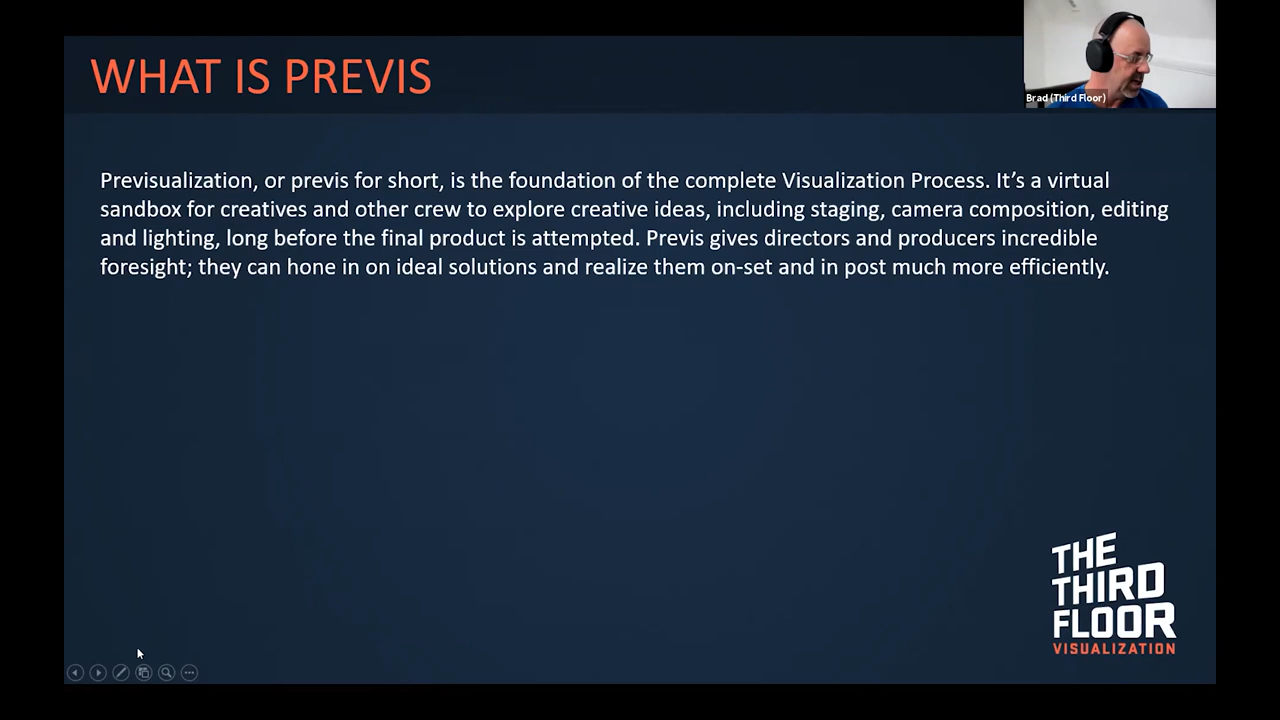 WHAT IS PREVIS
Brad (Third Floor)
Previsualization, or previs for short, is the foundation of the complete Visualization Process. It’s a virtual
sandbox for creatives and other crew to explore creative ideas, including staging, camera composition, editing
and lighting, long before the final product is attempted. Previs gives directors and producers incredible
foresight; they can hone in on ideal solutions and realize them on-set and in post much more efficiently.
THE
THIRD
FLOOR
VISUALIZATION